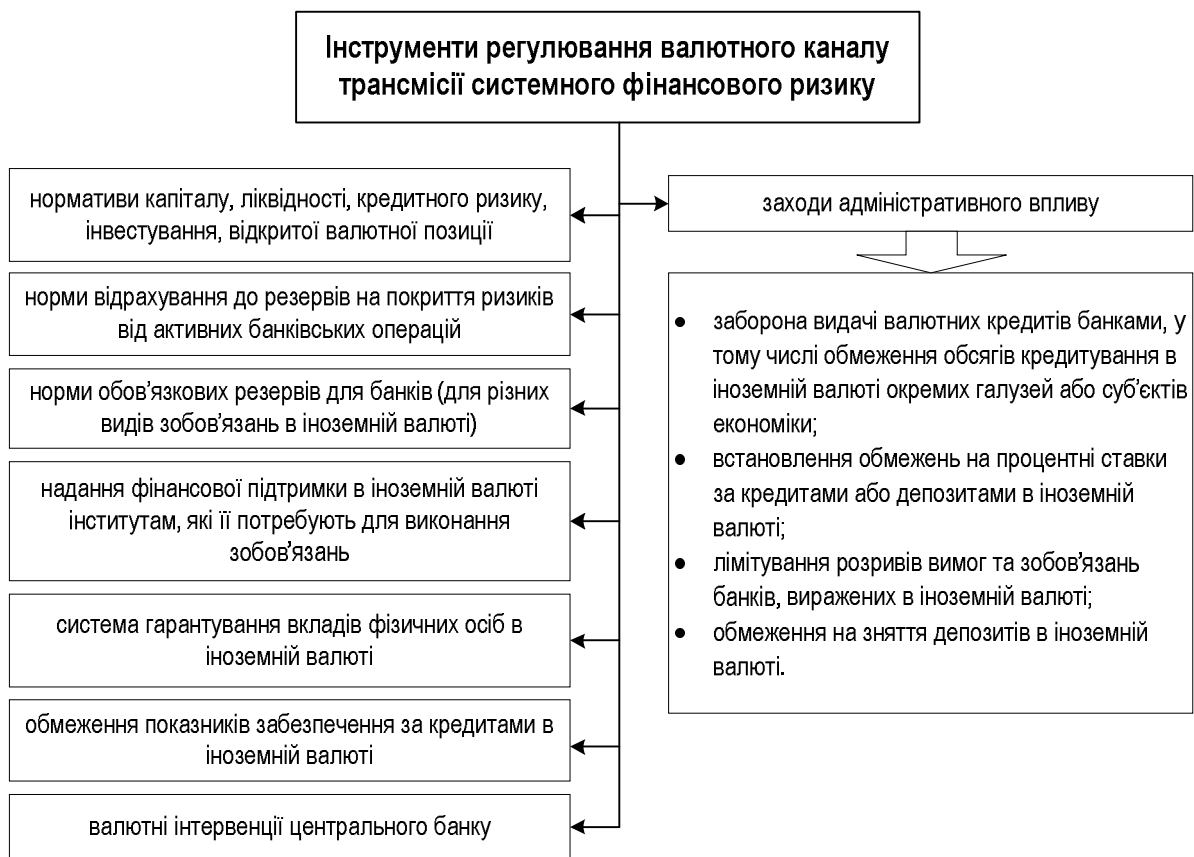 Інструменти регулювання валютного каналу
трансмісії системного фінансового ризику
нормативи капіталу, ліквідності, кредитного ризику,
інвестування, відкритої валютної позиції
норми відрахування до резервів на покриття ризиків
від активних банківських операцій
норми обов’язкових резервів для банків (для різних
видів зобов’язань в іноземній валюті)
надання фінансової підтримки в іноземній валюті
інститутам, які її потребують для виконання
зобов’язань
система гарантування вкладів фізичних осіб в
іноземній валюті
обмеження показників забезпечення за кредитами в
іноземній валюті
валютні інтервенції центрального банку
заходи адміністративного впливу
● заборона видачі валютних кредитів банками, у
тому числі обмеження обсягів кредитування в
іноземній валюті окремих галузей або суб’єктів
економіки;
● встановлення обмежень на процентні ставки
за кредитами або депозитами в іноземній
валюті;
● лімітування розривів вимог та зобов’язань
банків, виражених в іноземній валюті;
● обмеження на зняття депозитів в іноземній
валюті.